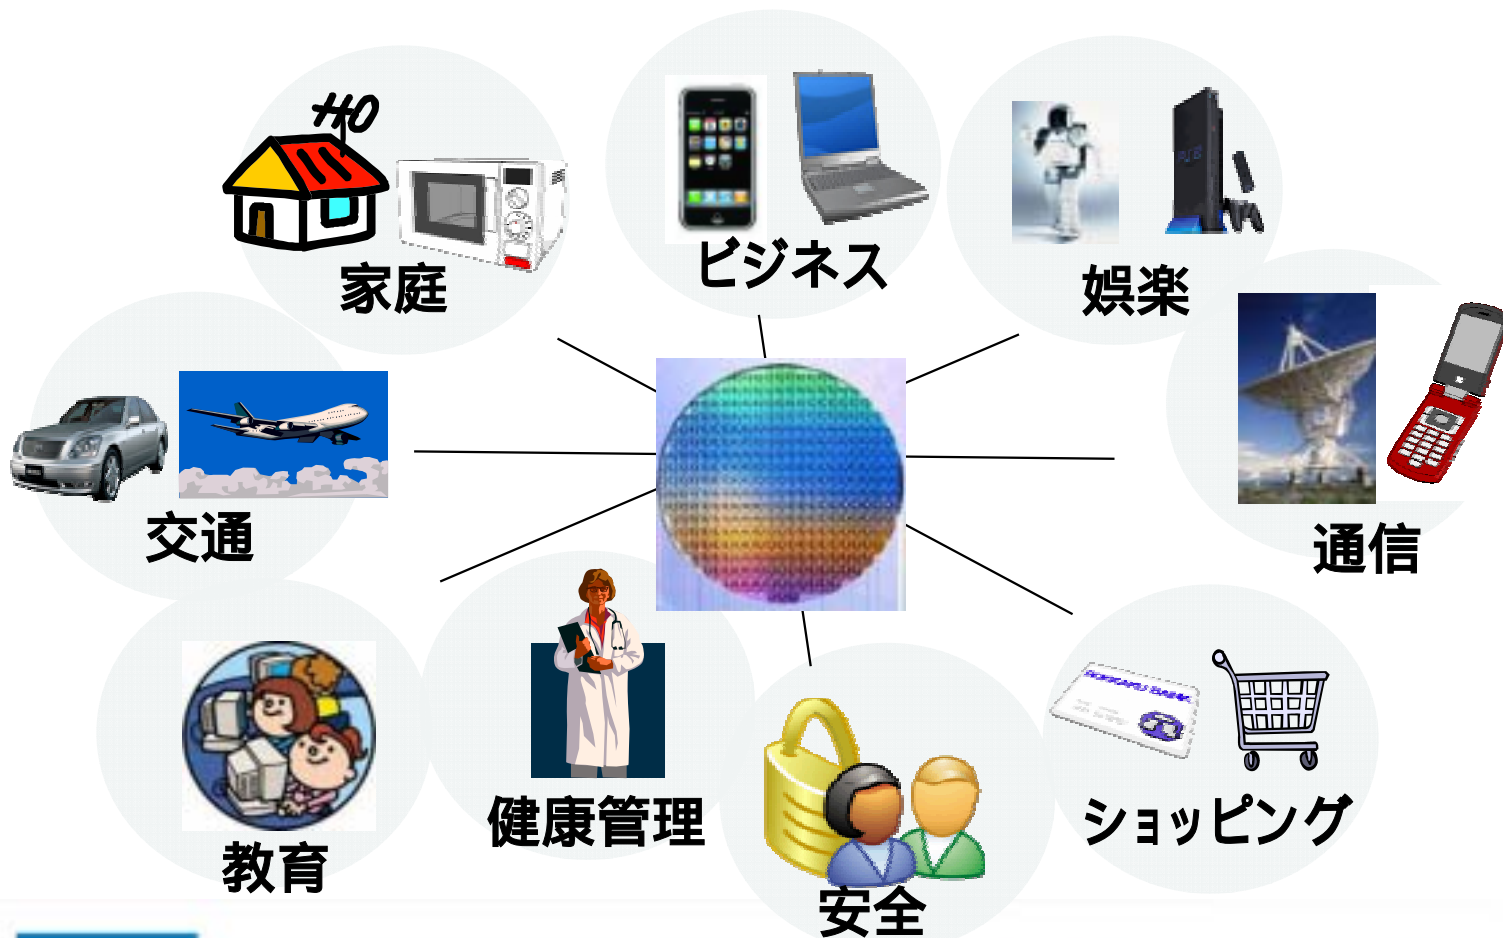 家庭
ビジネス
娯楽
交通
通信
教育
健康管理
安全
ショッピング